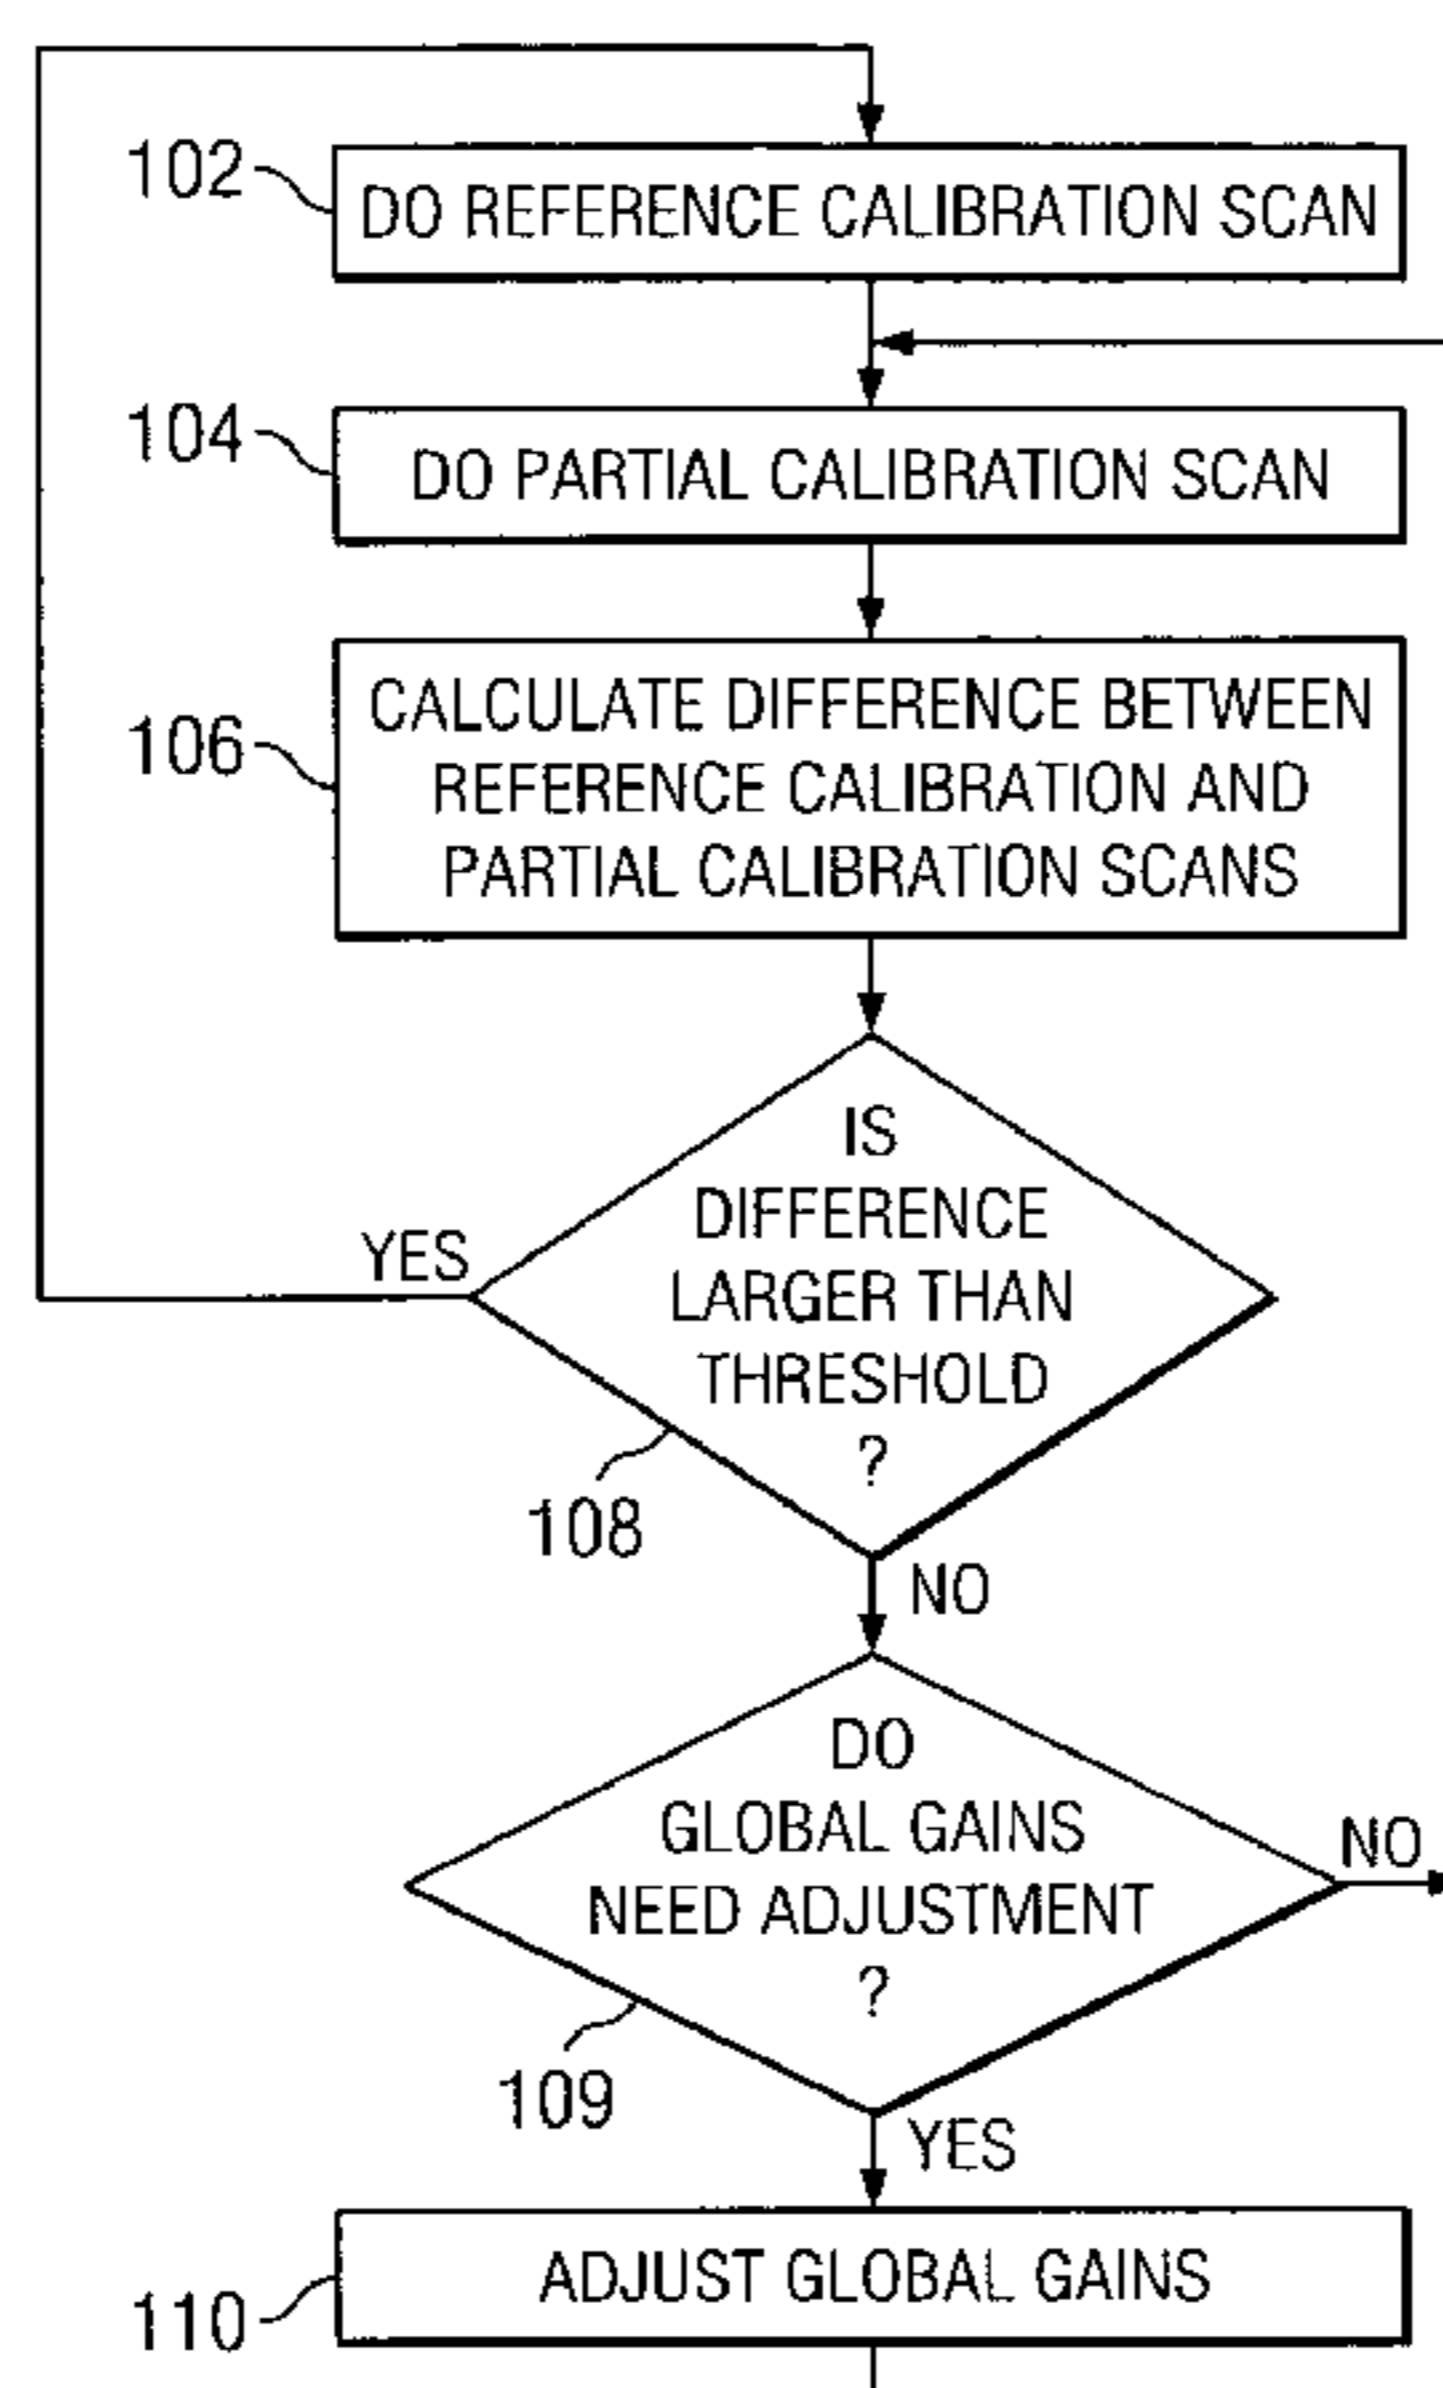 102
DO REFERENCE CALIBRATION SCAN
104
DO PARTIAL CALIBRATION SCAN
106
CALCULATE DIFFERENCE BETWEEN
REFERENCE CALIBRATION AND
PARTIAL CALIBRATION SCANS
IS
DIFFERENCE
LARGER THAN
THRESHOLD
?
YES
108
NO
DO
GLOBAL GAINS
NEED ADJUSTMENT
?
NO
109
YES
ADJUST GLOBAL GAINS
110